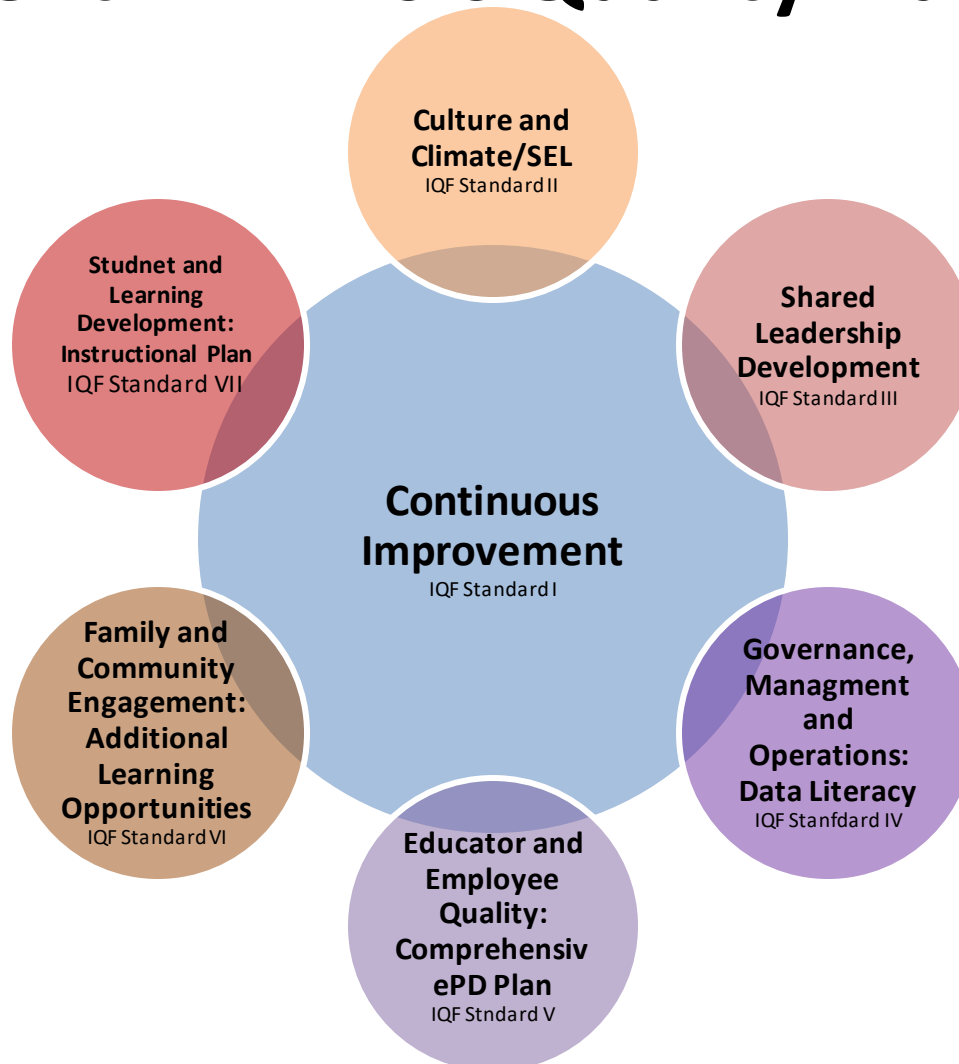 Culture and
Climate/SEL
IQF Standard II
Shared
Leadership
Development
IQF Standard III
Governance,
Managment
and
Operations:
Data Literacy
IQF Stanfdard IV
Educator and
Employee
Quality:
Comprehensiv
ePD Plan
IQF Stndard V
Family and
Community
Engagement:
Additional
Learning
Opportunities
IQF Standard VI
Studnet and
Learning
Development:
Instructional Plan
IQF Standard VII
Continuous
Improvement
IQF Standard I